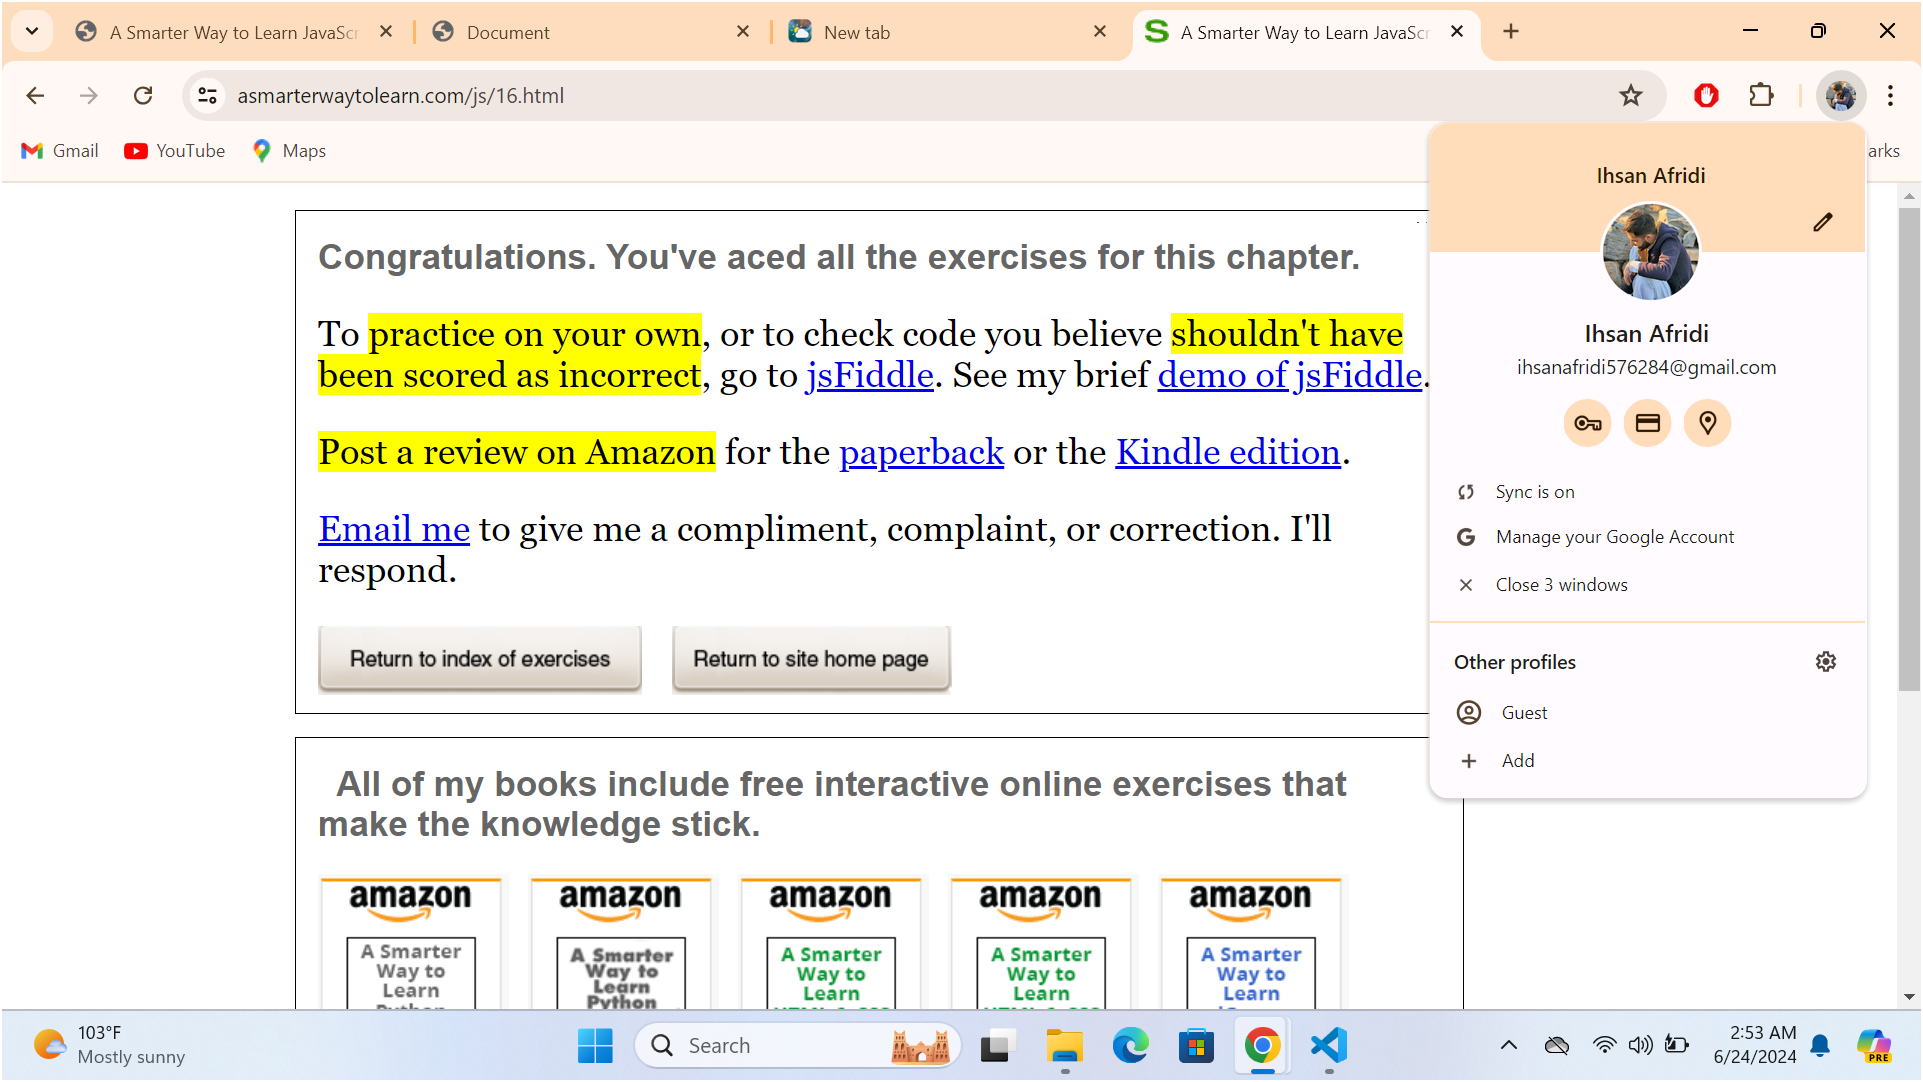 A Smarter Way to Learn JavaScr
Document
New tab
A Smarter Way to Learn JavaScr
asmarterwaytolearn.com/js/16.html
Gmail
YouTube
Maps
arks
Congratulations. You've aced all the exercises for this chapter.
To practice on your own, or to check code you believe shouldn't have
been scored as incorrect, go to jsFiddle. See my brief demo of jsFiddle.
Post a review on Amazon for the paperback or the Kindle edition.
Email me to give me a compliment, complaint, or correction. I'll
respond.
Return to index of exercises
Return to site home page
Ihsan Afridi
Ihsan Afridi
ihsanafridi576284@gmail.com
Sync is on
Manage your Google Account
Close 3 windows
Other profiles
Guest
Add
All of my books include free interactive online exercises that
make the knowledge stick.
amazon
A Smarter
Way to
Learn
Python
amazon
A Smarter
Way to
Learn
Python
amazon
A Smarter
Way to
Learn
amazon
A Smarter
Way to
Learn
amazon
A Smarter
Way to
Learn
103°F
Mostly sunny
Search
2:53 AM
6/24/2024
PRE